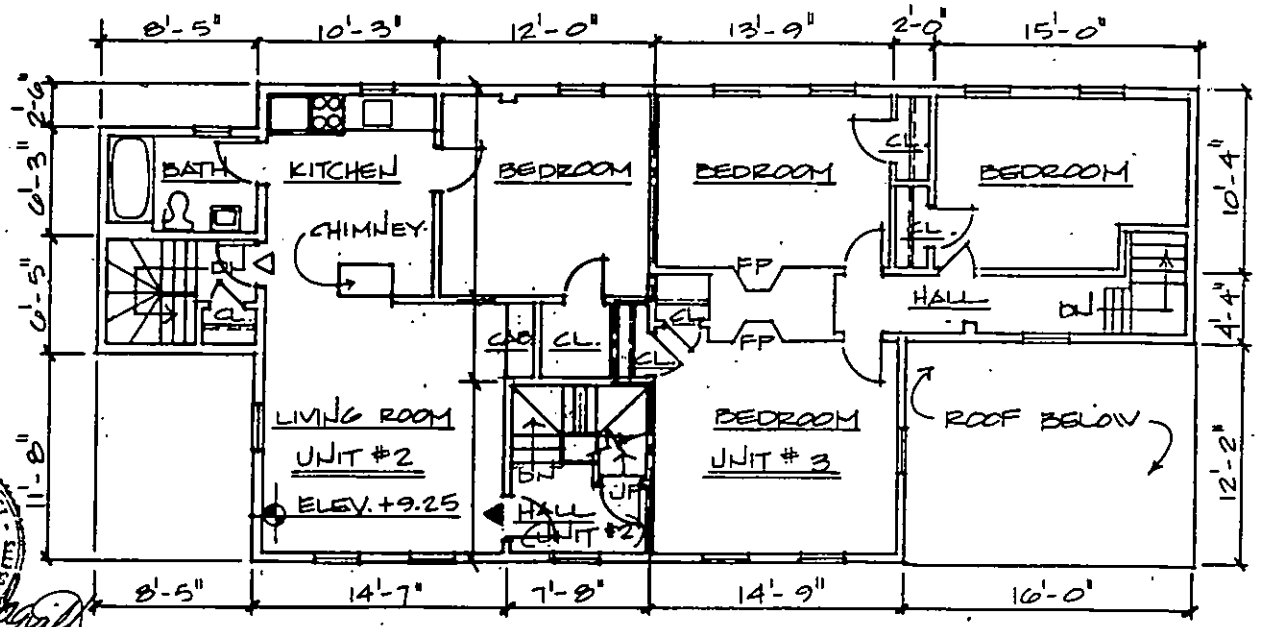 8'-5" 10'-3" 12'-0" 13'-9" 2'-0" 15'-0"
2'-6"
6'-3"
6'-5"
11'-8"
BATH KITCHEN BEDROOM BEDROOM CL. BEDROOM
10'-4"
CHIMNEY
CL.
FP
DN
HALL
DN
4'-4"
CL.
CAB CL. CL. CL. FP
LIVING ROOM
UNIT #2
ELEV. +9.25
DN
UP
HALL
(UNIT #2)
BEDROOM
UNIT # 3
ROOF BELOW
12'-2"
8'-5" 14'-7" 7'-8" 14'-9" 16'-0"